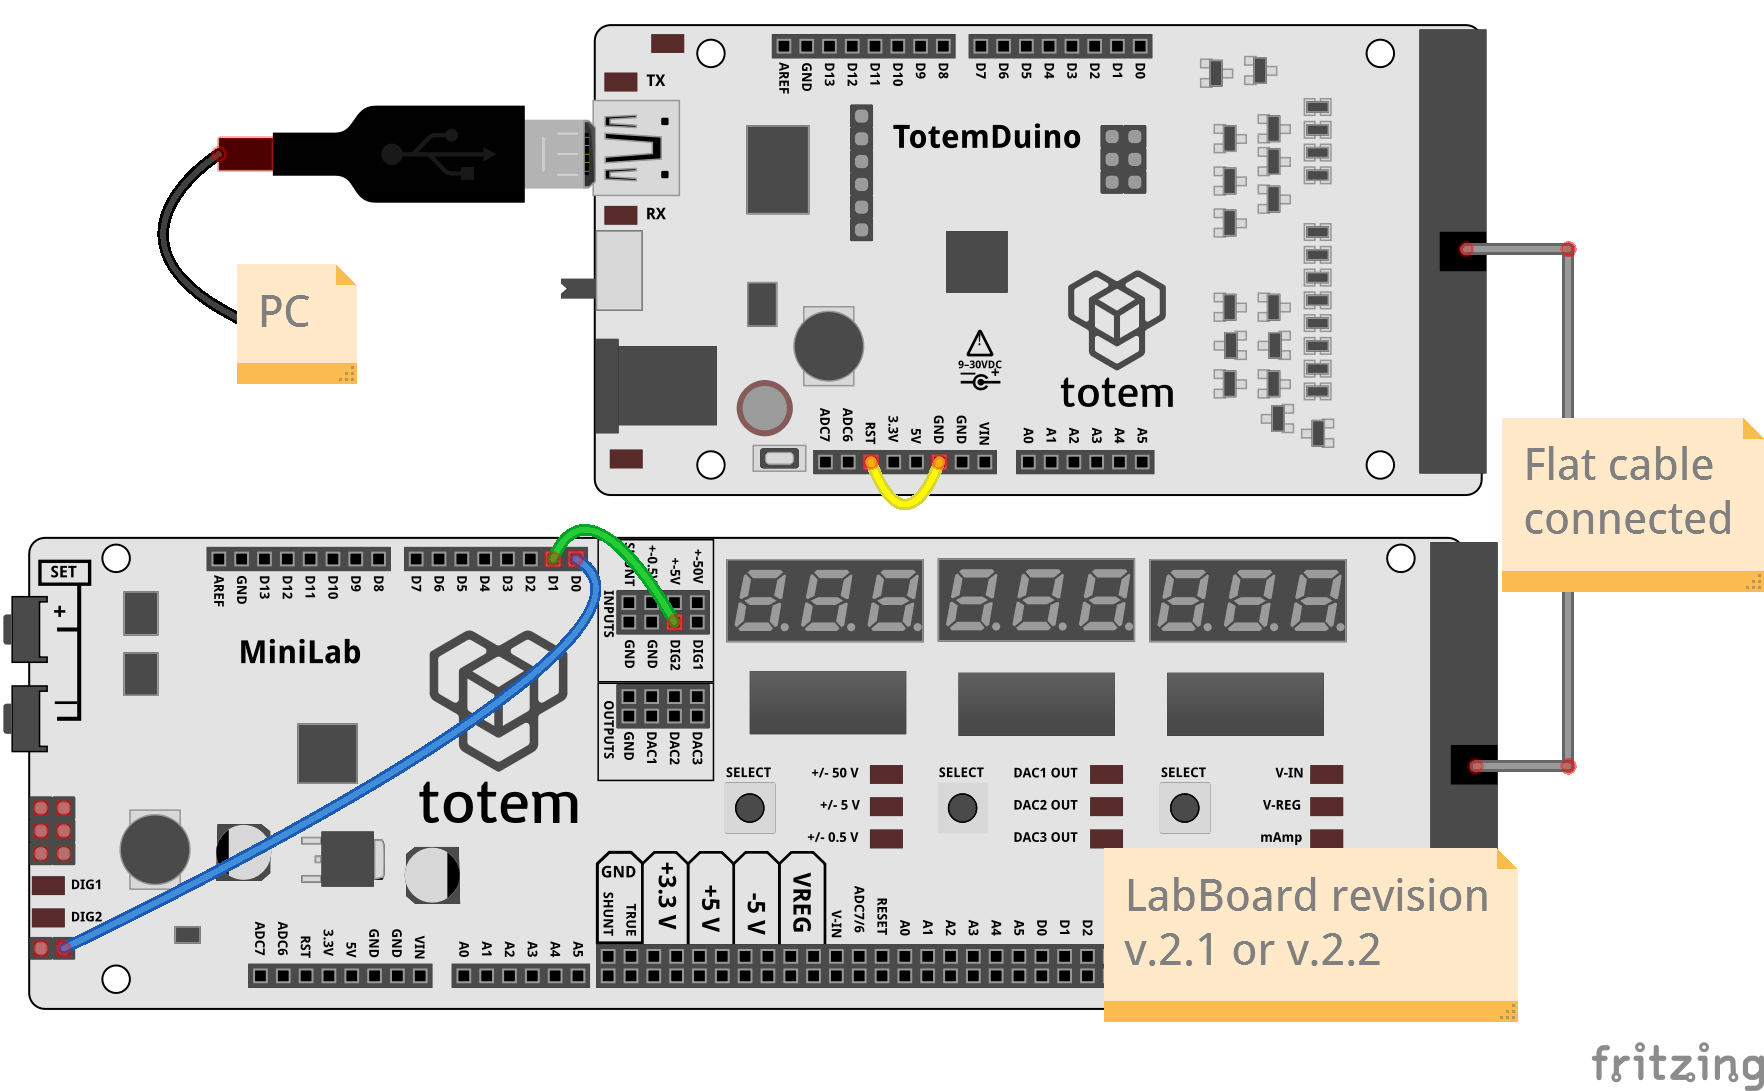 AREF GND D13 D12 D11 D10 D9 D8 D7 D6 D5 D4 D3 D2 D1 D0
TX
TotemDuino
RX
PC
9-30VDC
totem
ADC7 ADC6 RST 3.3V 5V GND GND VIN A0 A1 A2 A3 A4 A5
Flat cable
connected
SET
+
AREF GND D13 D12 D11 D10 D9 D8 D7 D6 D5 D4 D3 D2 D1 D0
+-0.5V +-5V +-50V
INPUTS
GND GND DIG2 DIG1
MiniLab
OUTPUTS
GND DAC1 DAC2 DAC3
totem
SELECT +/- 50 V SELECT DAC1 OUT SELECT V-IN
+/- 5 V DAC2 OUT V-REG
+/- 0.5 V DAC3 OUT mAmp
DIG1
DIG2
GND
SHUNT TRUE +3.3 V +5 V -5 V VREG V-IN ADC7/6 RESET A0 A1 A2 A3 A4 A5 D0 D1 D2
ADC7 ADC6 RST 3.3V 5V GND GND VIN A0 A1 A2 A3 A4 A5
LabBoard revision
v.2.1 or v.2.2
fritzing